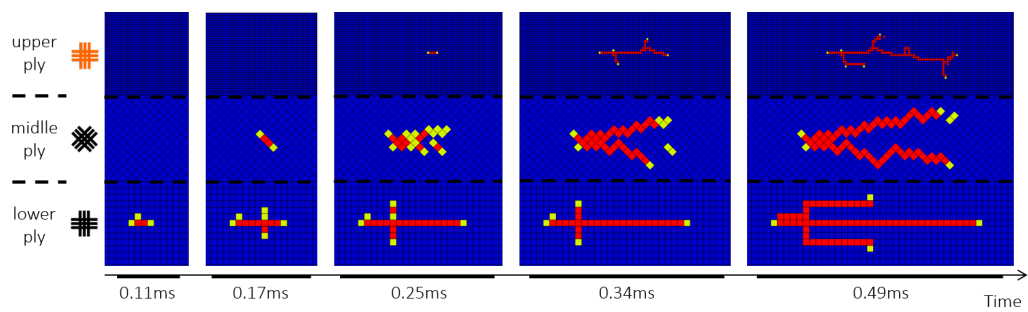 upper
ply
midlle
ply
lower
ply
0.11ms
0.17ms
0.25ms
0.34ms
0.49ms
Time